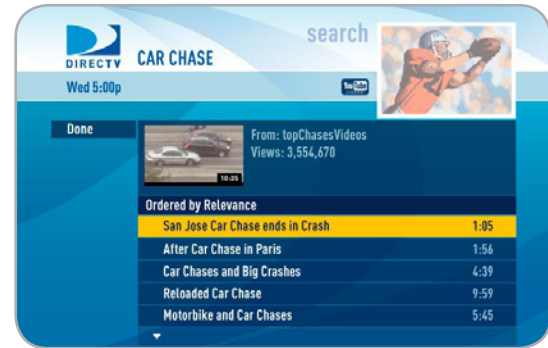 search
DIRECTV CAR CHASE
Wed 5:00p YouTube
Done
From: topChasesVideos
Views: 3,554,670
10:35
Ordered by Relevance
San Jose Car Chase ends in Crash 1:05
After Car Chase in Paris 1:56
Car Chases and Big Crashes 4:39
Reloaded Car Chase 9:59
Motorbike and Car Chases 5:45